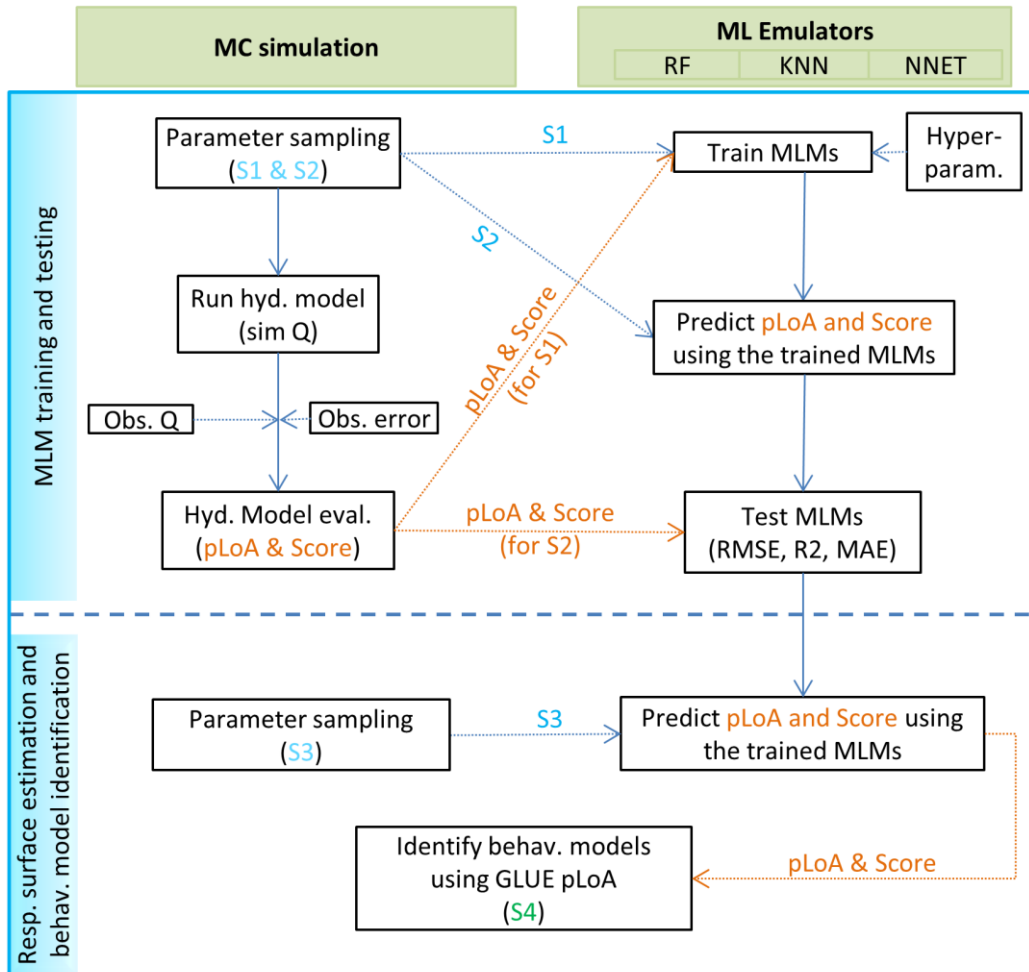 MC simulation
ML Emulators
RF
KNN
NNET
MLM training and testing
Parameter sampling
(S1 & S2)
S1
Train MLMs
Hyper-
param.
S2
Run hyd. model
(sim Q)
pLoA & Score
(for S1)
Predict pLoA and Score
using the trained MLMs
Obs. Q
Obs. error
Hyd. Model eval.
(pLoA & Score)
pLoA & Score
(for S2)
Test MLMs
(RMSE, R2, MAE)
Resp. surface estimation and
behav. model identification
Parameter sampling
(S3)
S3
Predict pLoA and Score using
the trained MLMs
Identify behav. models
using GLUE pLoA
(S4)
pLoA & Score